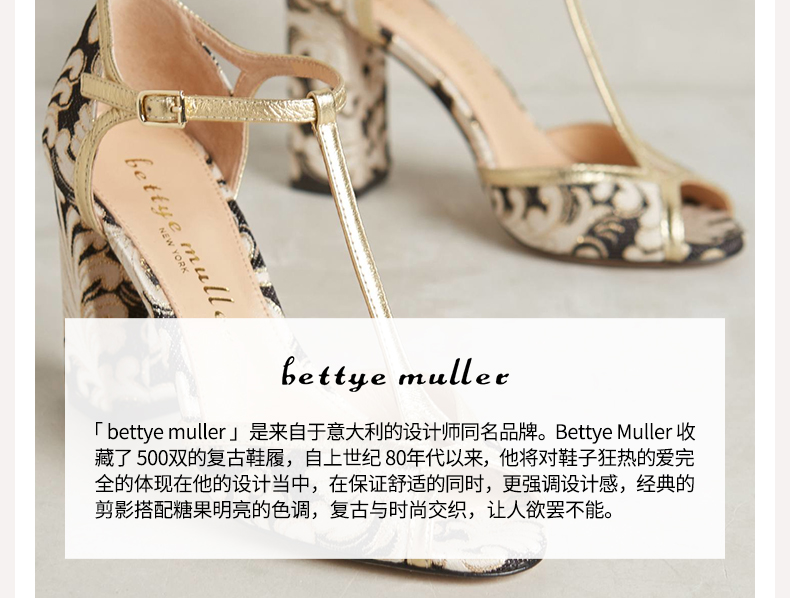 bettye muller
NEW YORK
bettye muller
「 bettye muller 」是来自于意大利的设计师同名品牌。Bettye Muller 收
藏了 500双的复古鞋履，自上世纪 80年代以来，他将对鞋子狂热的爱完
全的体现在他的设计当中，在保证舒适的同时，更强调设计感，经典的
剪影搭配糖果明亮的色调，复古与时尚交织，让人欲罢不能。